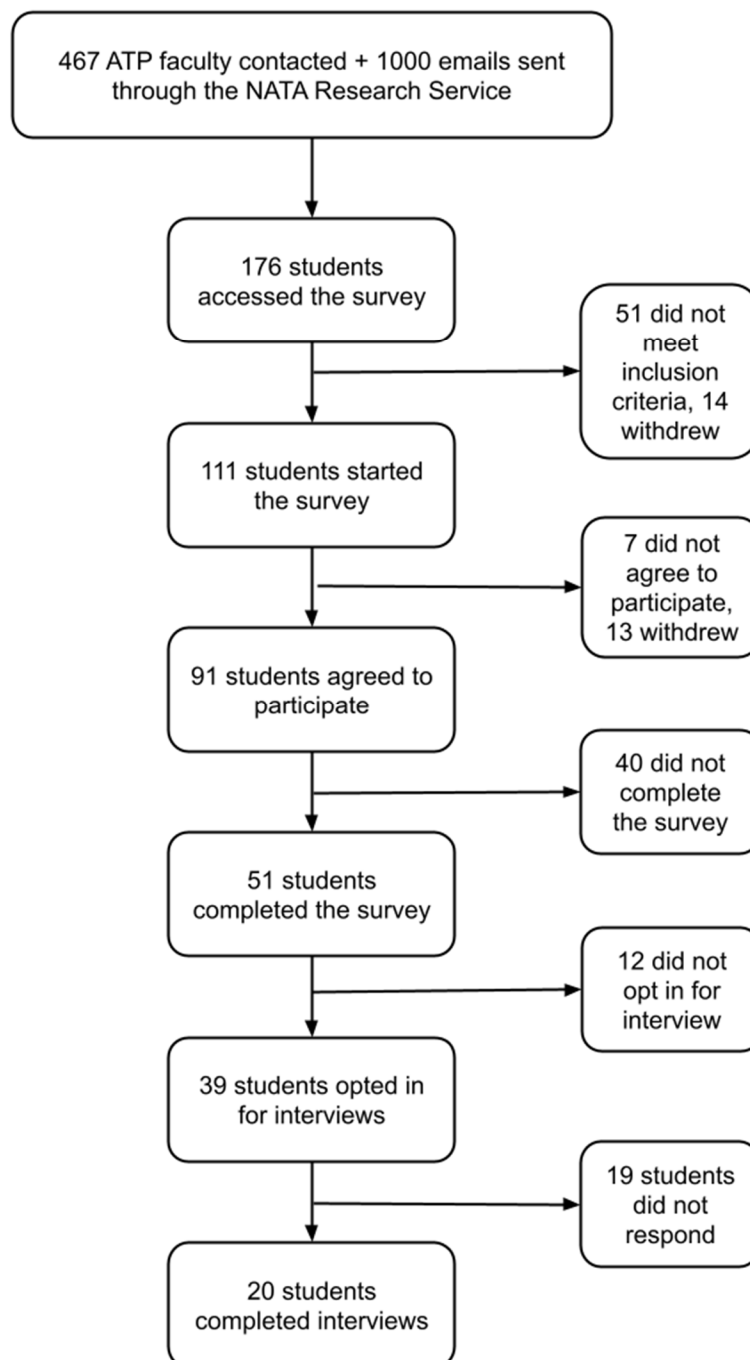 467 ATP faculty contacted + 1000 emails sent
through the NATA Research Service
176 students
accessed the survey
51 did not
meet
inclusion
criteria, 14
withdrew
111 students started
the survey
7 did not
agree to
participate,
13 withdrew
91 students agreed to
participate
40 did not
complete
the survey
51 students
completed the survey
12 did not
opt in for
interview
39 students opted in
for interviews
19 students
did not
respond
20 students
completed interviews